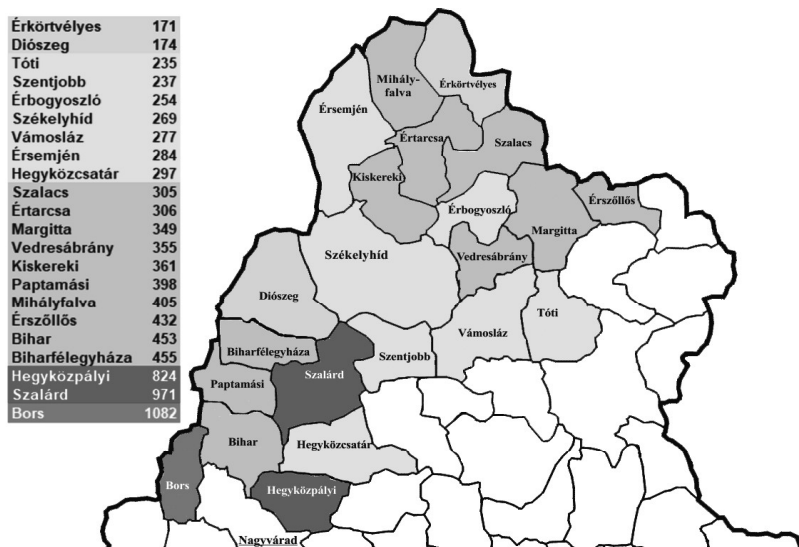 Érkörtvélyes 171
Diószeg 174
Tóti 235
Szentjobb 237
Érbogyoszló 254
Székelyhíd 269
Vámosláz 277
Érsemjén 284
Hegyközcsatár 297
Szalacs 305
Értarcsa 306
Margitta 349
Vedresábrány 355
Kiskereki 361
Paptamási 398
Mihályfalva 405
Érszőllős 432
Bihar 453
Biharfélegyháza 455
Hegyközpályi 824
Szalárd 971
Bors 1082
Mihály-
falva
Érkörtvélyes
Érsemjén
Értarcsa
Szalacs
Kiskereki
Érszőllős
Érbogyoszló
Margitta
Székelyhíd
Vedresábrány
Diószeg
Tóti
Vámosláz
Biharfélegyháza
Szentjobb
Szalárd
Paptamási
Bihar
Hegyközcsatár
Bors
Hegyközpályi
Nagyvárad